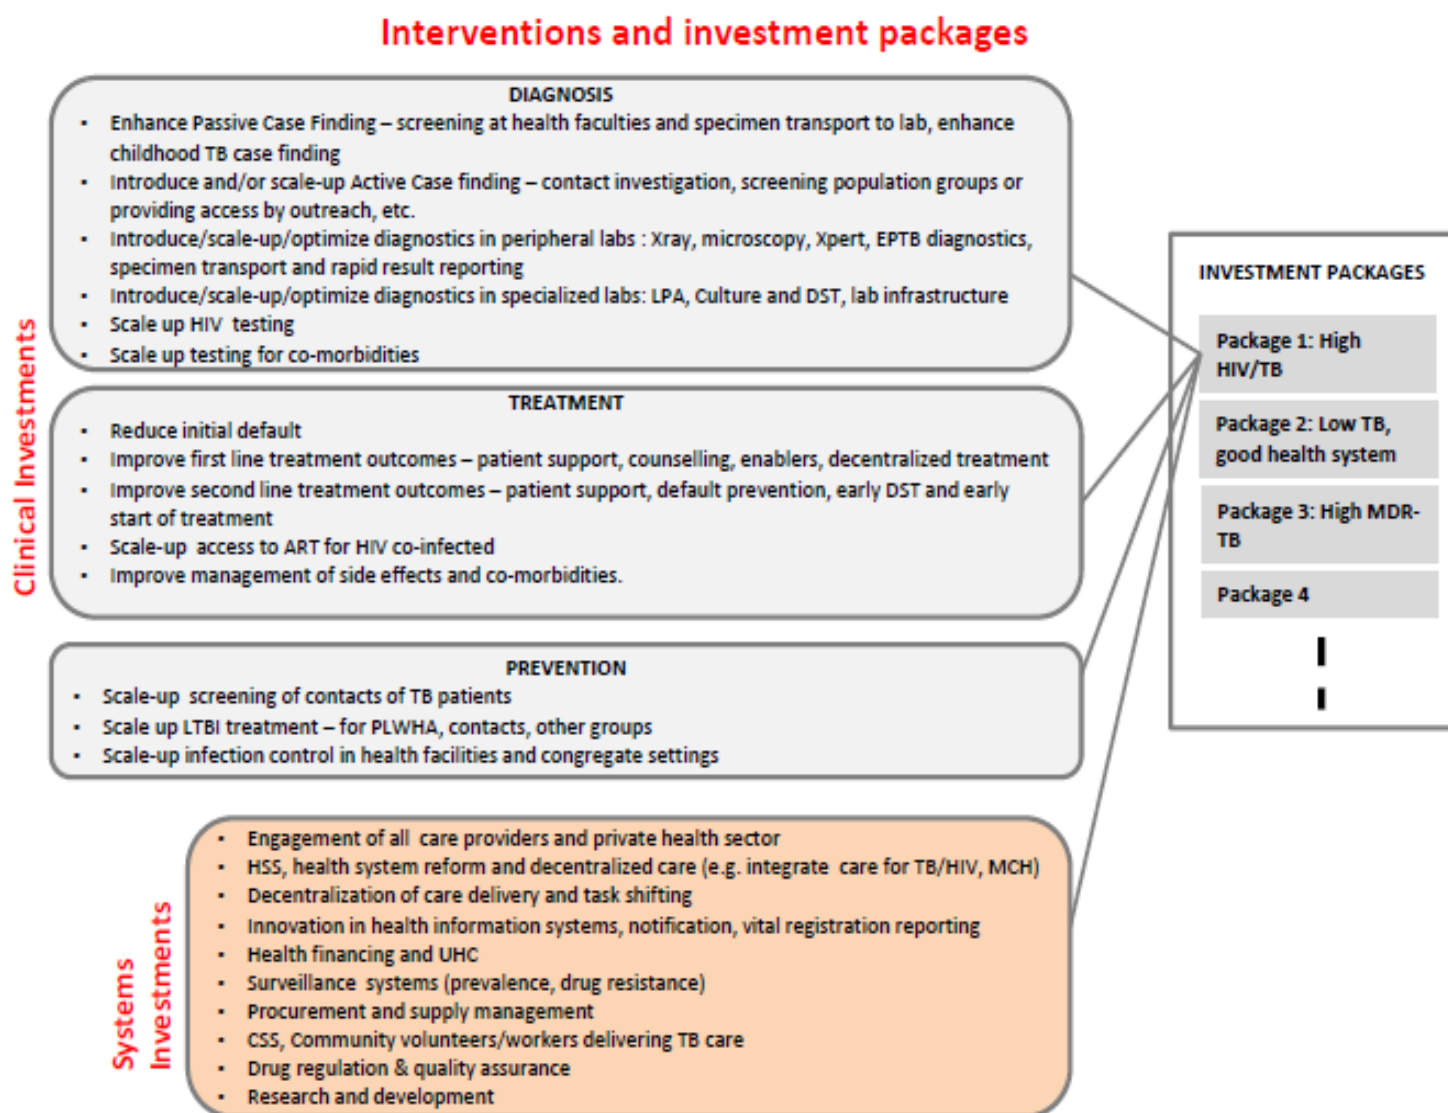 Interventions and investment packages
Clinical Investments
DIAGNOSIS
▪ Enhance Passive Case Finding – screening at health faculties and specimen transport to lab, enhance
childhood TB case finding
▪ Introduce and/or scale-up Active Case finding – contact investigation, screening population groups or
providing access by outreach, etc.
▪ Introduce/scale-up/optimize diagnostics in peripheral labs : Xray, microscopy, Xpert, EPTB diagnostics,
specimen transport and rapid result reporting
▪ Introduce/scale-up/optimize diagnostics in specialized labs: LPA, Culture and DST, lab infrastructure
▪ Scale up HIV testing
▪ Scale up testing for co-morbidities
TREATMENT
▪ Reduce initial default
▪ Improve first line treatment outcomes – patient support, counselling, enablers, decentralized treatment
▪ Improve second line treatment outcomes – patient support, default prevention, early DST and early
start of treatment
▪ Scale-up access to ART for HIV co-infected
▪ Improve management of side effects and co-morbidities.
PREVENTION
▪ Scale-up screening of contacts of TB patients
▪ Scale up LTBI treatment – for PLWHA, contacts, other groups
▪ Scale-up infection control in health facilities and congregate settings
Systems
Investments
▪ Engagement of all care providers and private health sector
▪ HSS, health system reform and decentralized care (e.g. integrate care for TB/HIV, MCH)
▪ Decentralization of care delivery and task shifting
▪ Innovation in health information systems, notification, vital registration reporting
▪ Health financing and UHC
▪ Surveillance systems (prevalence, drug resistance)
▪ Procurement and supply management
▪ CSS, Community volunteers/workers delivering TB care
▪ Drug regulation & quality assurance
▪ Research and development
INVESTMENT PACKAGES
Package 1: High
HIV/TB
Package 2: Low TB,
good health system
Package 3: High MDR-
TB
Package 4